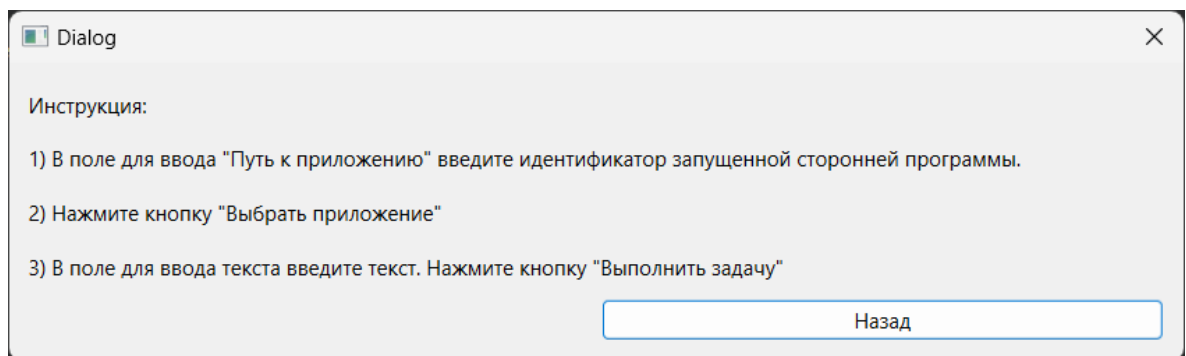 Dialog
Инструкция:
1) В поле для ввода "Путь к приложению" введите идентификатор запущенной сторонней программы.
2) Нажмите кнопку "Выбрать приложение"
3) В поле для ввода текста введите текст. Нажмите кнопку "Выполнить задачу"
Назад